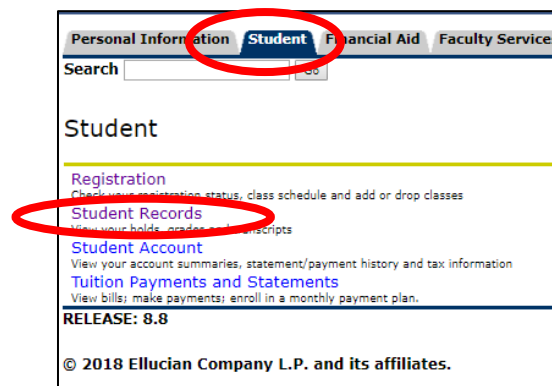 Personal Information Student Financial Aid Faculty Services
Search Go
Student
Registration
Check your registration status, class schedule and add or drop classes
Student Records
View your holds, grades and transcripts
Student Account
View your account summaries, statement/payment history and tax information
Tuition Payments and Statements
View bills; make payments; enroll in a monthly payment plan.
RELEASE: 8.8
© 2018 Ellucian Company L.P. and its affiliates.